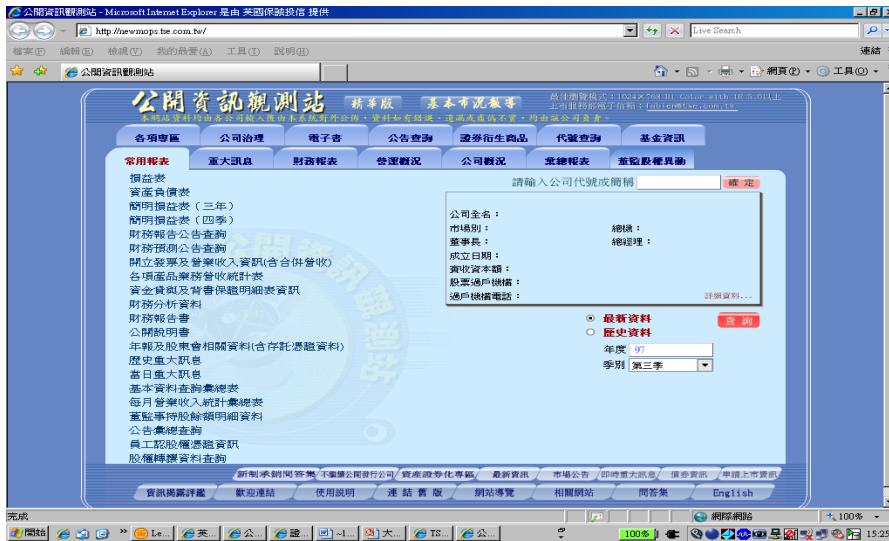 公開資訊觀測站 - Microsoft Internet Explorer 是由 英國保誠投信 提供
http://newmops.tse.com.tw/
Live Search
檔案(F) 編輯(E) 檢視(V) 我的最愛(A) 工具(T) 說明(H)
連結
公開資訊觀測站
網頁(P) 工具(O)
公開資訊觀測站 精華版 基本市況報導
最佳瀏覽模式:1024X768 Hi-Color with IE 5.0以上
本網站資料均由各公司輸入後由本系統對外公佈,資料如有錯誤、遺漏或虛偽不實,均由該公司負責。
各項專區 公司治理 電子書 公告查詢 證券衍生商品 代號查詢 基金資訊
常用報表 重大訊息 財務報表 營運概況 公司概況 彙總報表 董監股權異動
損益表
資產負債表
簡明損益表(三年)
簡明損益表(四季)
財務報告公告查詢
財務預測公告查詢
開立發票及營業收入資訊(含合併營收)
各項產品業務營收統計表
資金貸與及背書保證明細表資訊
財務分析資料
財務報告書
公開說明書
年報及股東會相關資料(含存託憑證資料)
歷史重大訊息
當日重大訊息
基本資料查詢彙總表
每月營業收入統計彙總表
董監事持股餘額明細資料
公告彙總查詢
員工認股權憑證資訊
股權轉讓資料查詢
請輸入公司代號或簡稱 確 定
公司全名:
市場別: 總機:
董事長: 總經理:
成立日期:
實收資本額:
股票過戶機構:
過戶機構電話: 詳細資料...
最新資料 查 詢
歷史資料
年度 97
季別 第三季
新制承銷問答集 不繼續公開發行公司 資產證券化專區 最新資訊 市場公告 即時重大訊息 債券資訊 申請上市資訊
資訊揭露評鑑 歡迎連結 使用說明 連 結 舊 版 網站導覽 相關網站 問答集 English
完成
網際網路
100%
開始 Le... 英... 公... 證... ~1... 大... TS... 公...
100%
15:25